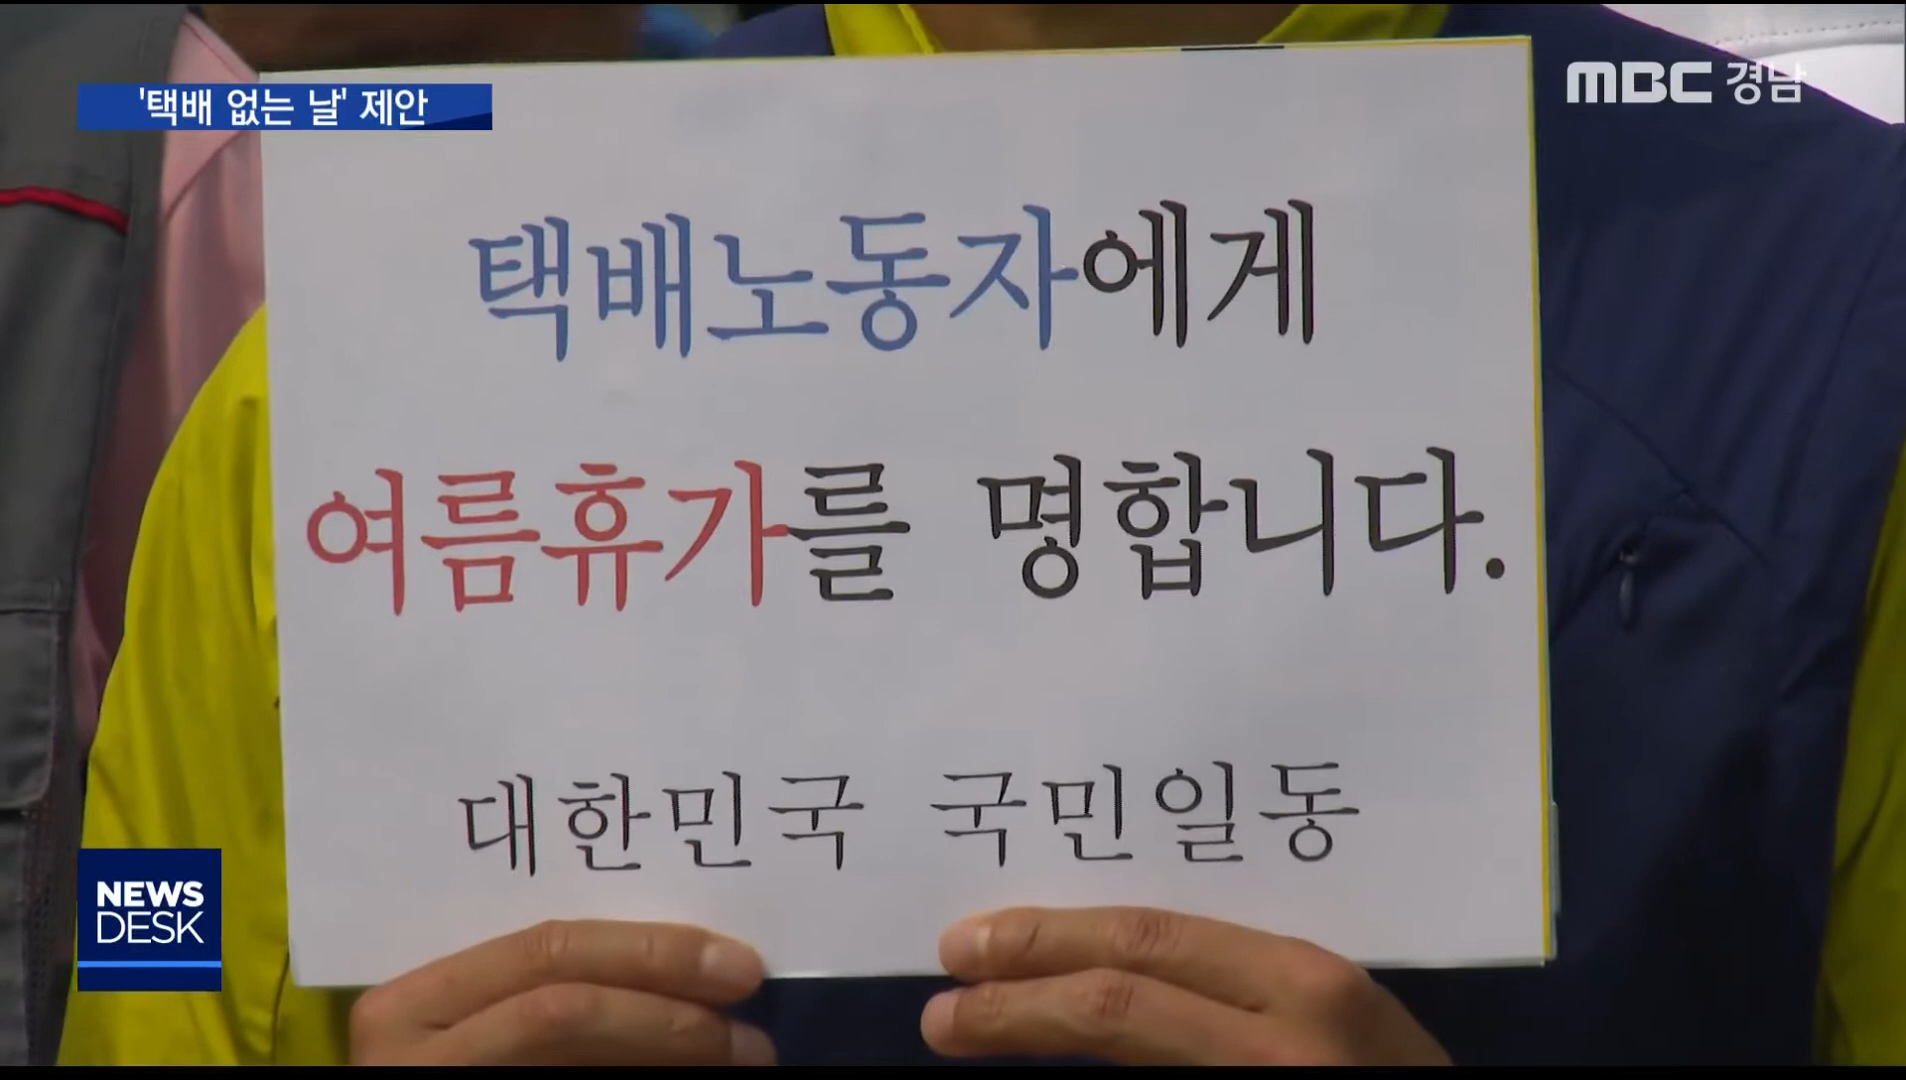 '택배 없는 날' 제안
MBC 경남
택배노동자에게
여름휴가를 명합니다.
대한민국 국민일동
NEWS
DESK